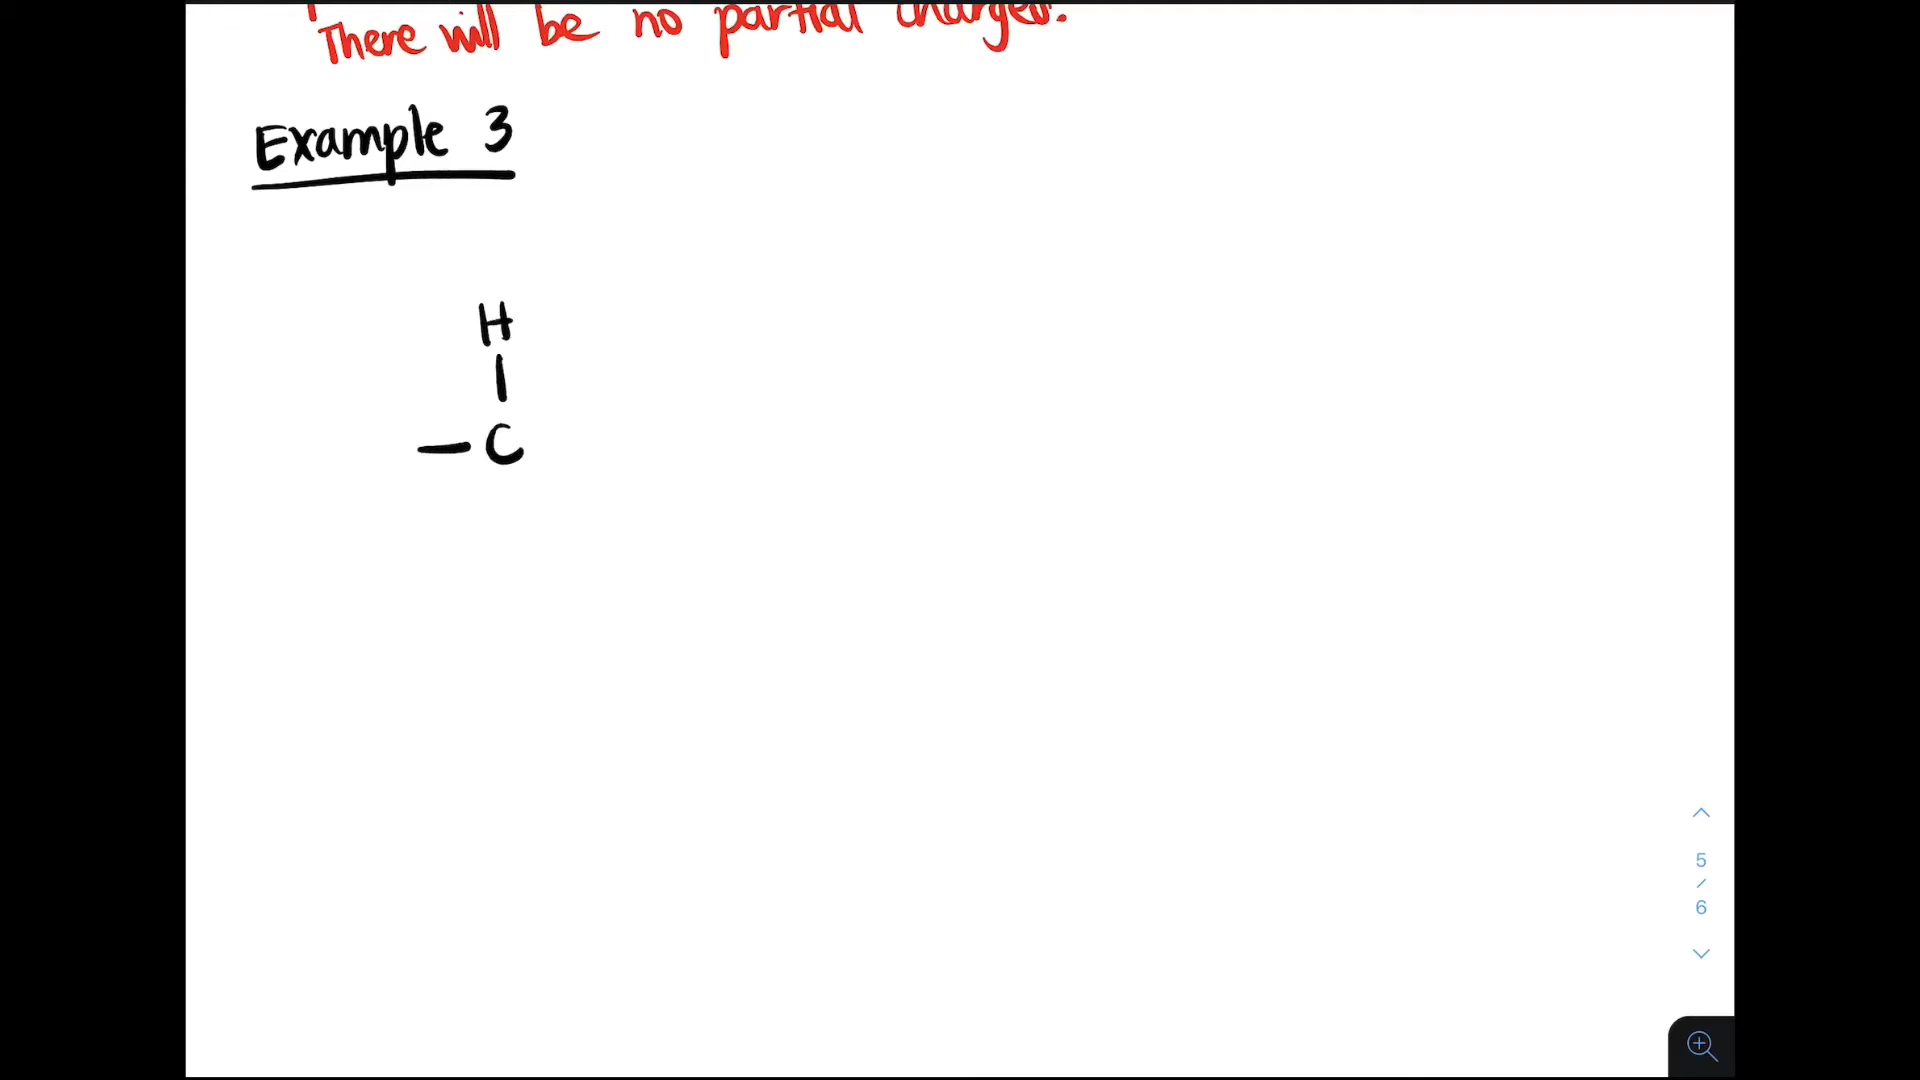 There will be no partial charges.
Example 3
H
|
— C
5
/
6